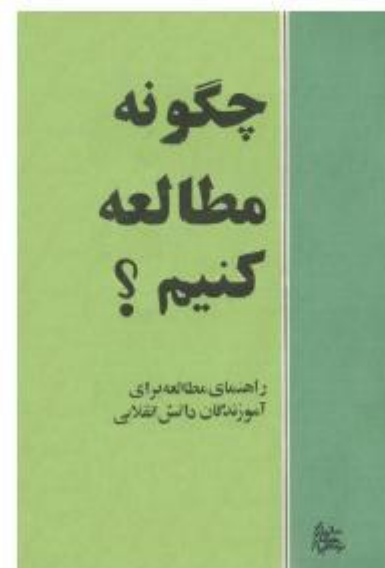 چگونه
مطالعه
کنیم ؟
راهنمای مطالعه برای
آموزندگان دانش انقلابی